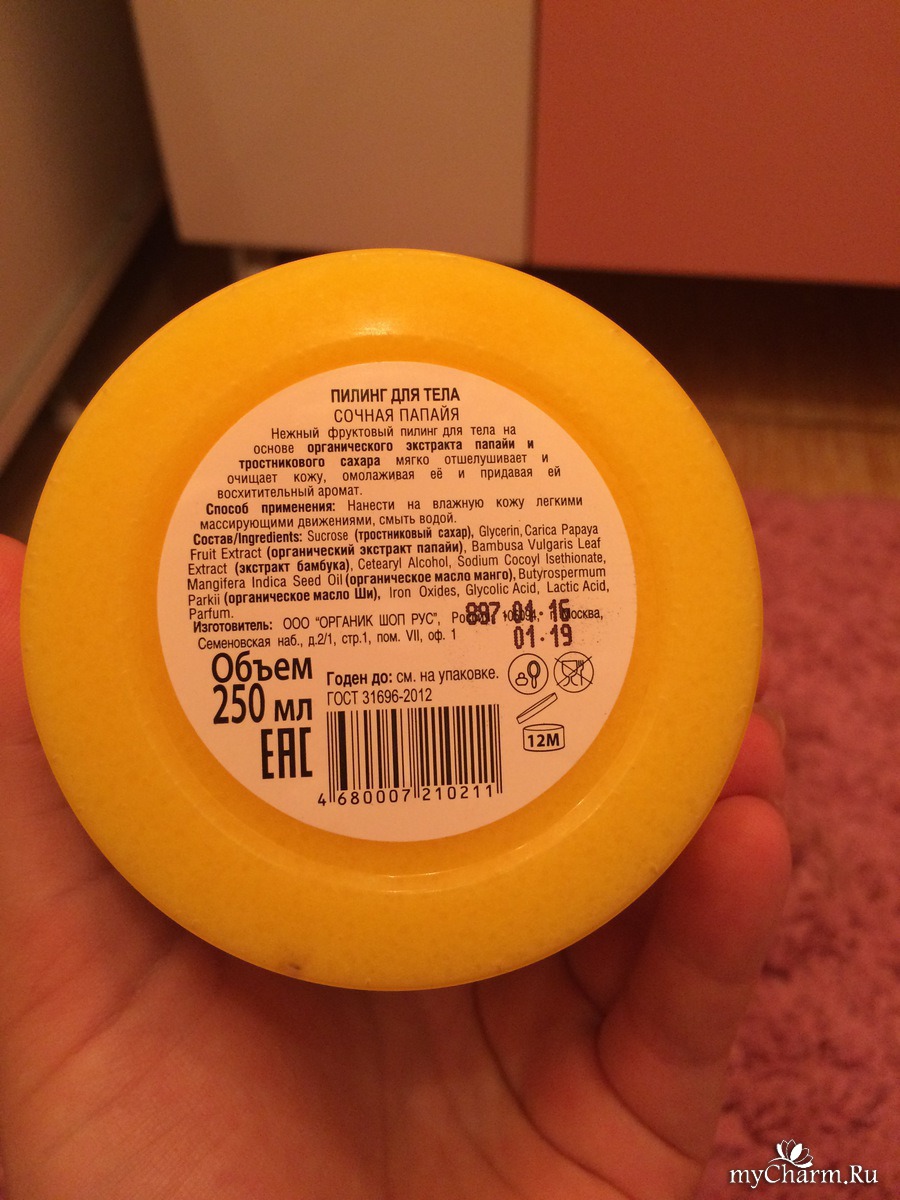 ПИЛИНГ ДЛЯ ТЕЛА
СОЧНАЯ ПАПАЙЯ
Нежный фруктовый пилинг для тела на
основе органического экстракта папайи и
тростникового сахара мягко отшелушивает и
очищает кожу, омолаживая её и придавая ей
восхитительный аромат.
Способ применения: Нанести на влажную кожу легкими
массирующими движениями, смыть водой.
Состав/Ingredients: Sucrose (тростниковый сахар), Glycerin, Carica Papaya
Fruit Extract (органический экстракт папайи), Bambusa Vulgaris Leaf
Extract (экстракт бамбука), Cetearyl Alcohol, Sodium Cocoyl Isethionate,
Mangifera Indica Seed Oil (органическое масло манго), Butyrospermum
Parkii (органическое масло Ши), Iron Oxides, Glycolic Acid, Lactic Acid,
Parfum.
Изготовитель: ООО "ОРГАНИК ШОП РУС", г. Москва,
897 01 16
Семеновская наб., д.2/1, стр.1, пом. VII, оф. 1
01 19
Объем
250 мл
Годен до: см. на упаковке.
ГОСТ 31696-2012
EAC
12M
4 680007 210211
myCharm.Ru